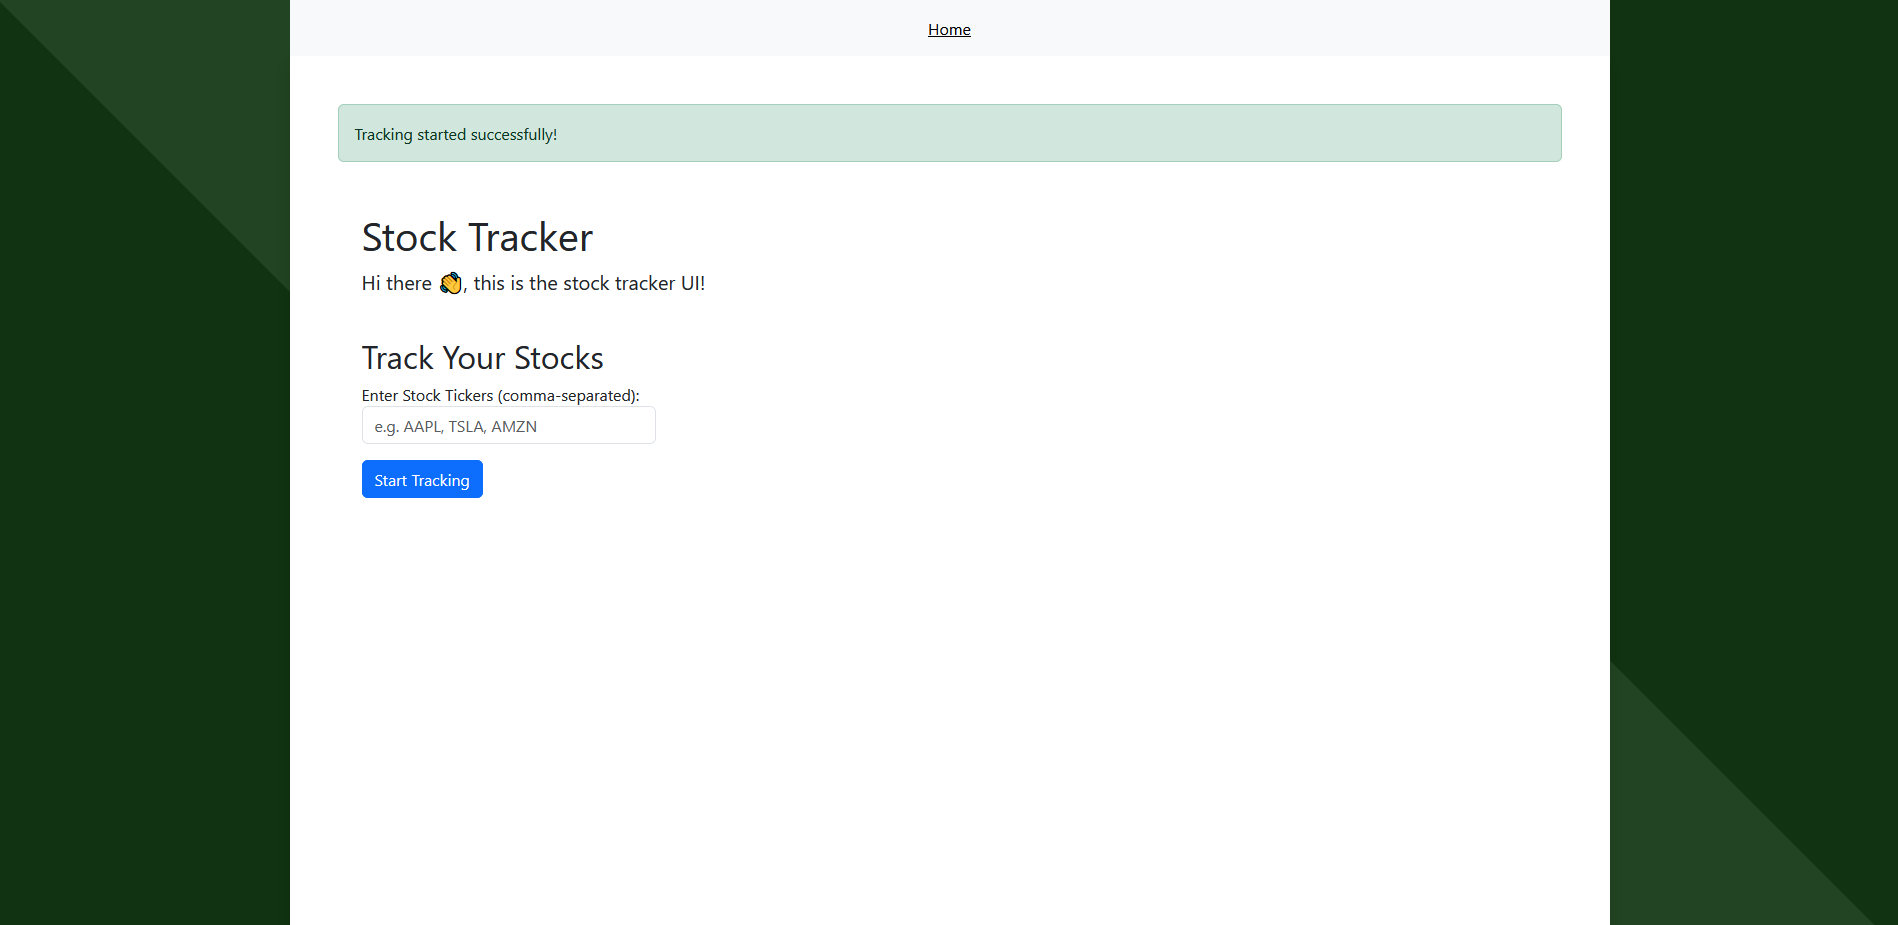 Home
Tracking started successfully!
Stock Tracker
Hi there 👋, this is the stock tracker UI!
Track Your Stocks
Enter Stock Tickers (comma-separated):
e.g. AAPL, TSLA, AMZN
Start Tracking